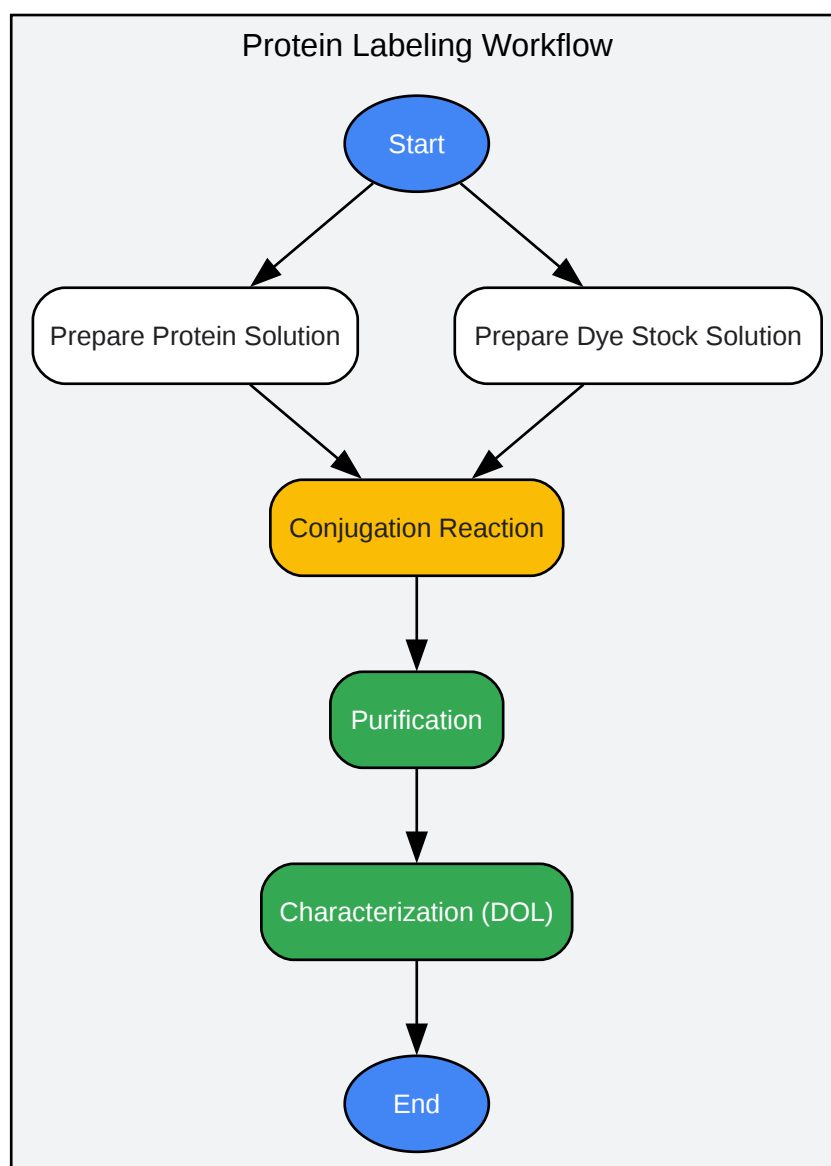 Protein Labeling Workflow
Start
Prepare Protein Solution
Prepare Dye Stock Solution
Conjugation Reaction
Purification
Characterization (DOL)
End